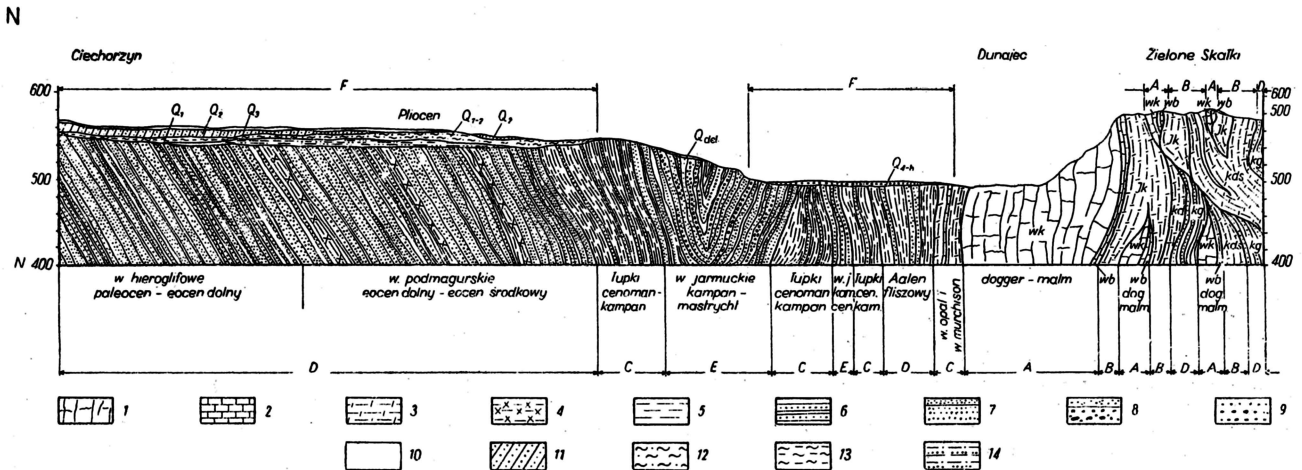 N
Ciechorzyn
Dunajec
Zielone Skałki
F
F
A B A B D
wk wb wk wb
600
600
500
Q1 Q2 Q3 Pliocen Q1-2 Q2
Qdel
Q4-h
500
500
Jk Jk Jk kds kg
wk wk kds kg wk kds kg
N 400
400
w hieroglifowe
paleocen - eocen dolny
w. podmagurskie
eocen dolny - eocen środkowy
łupki
cenoman-
kampan
w jarmuckie
kampan -
mastrycht
łupki
cenoman
kampan
w.j
kam
cen.
łupki
cen.
kam.
Aalen
fliszowy
w. opal i
w murchison
dogger - malm
wb
wb
dog
malm
wb
dog
malm
D C E C E C D C A B A B D A B D
1 2 3 4 5 6 7 8 9
10 11 12 13 14